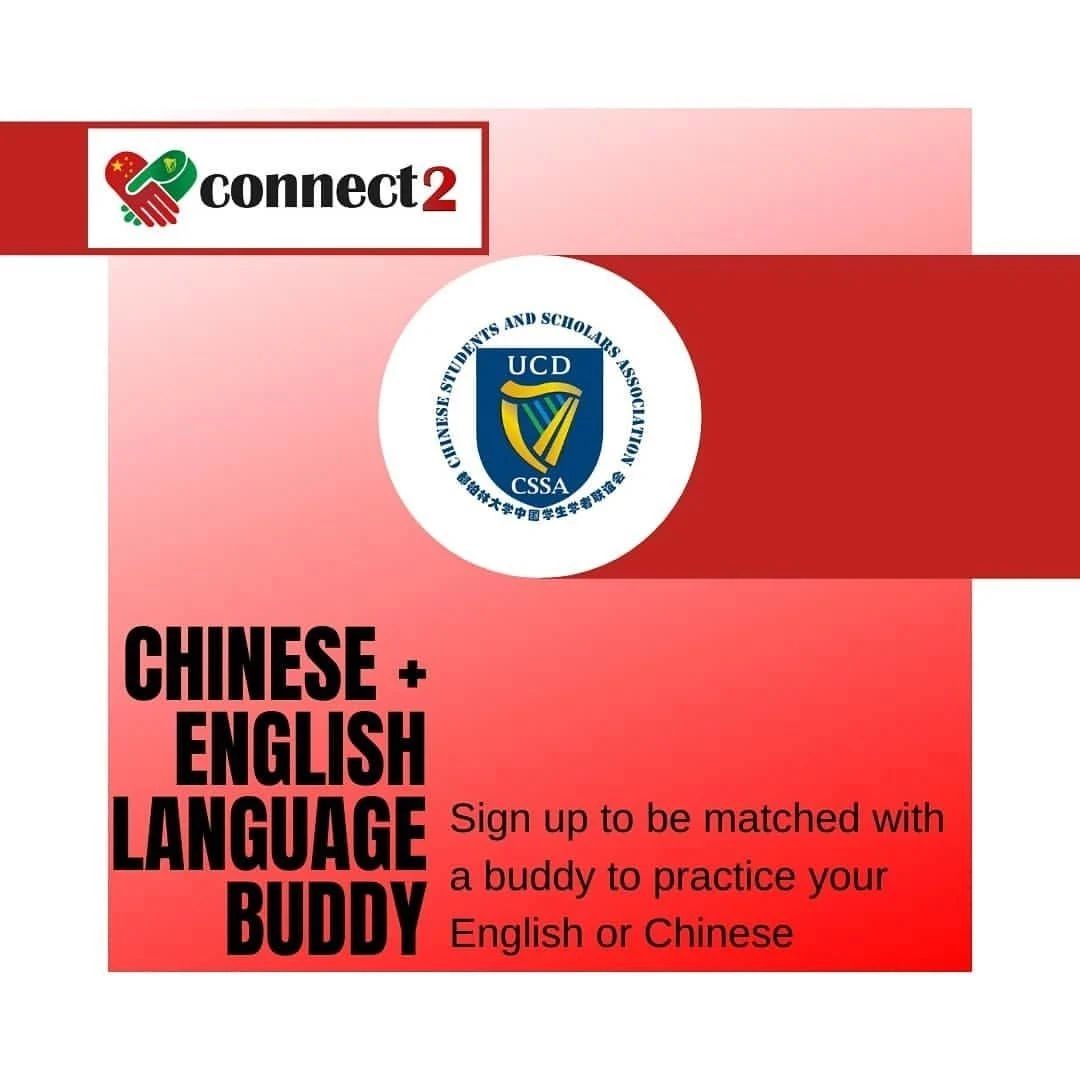 connect2
CHINESE STUDENTS AND SCHOLARS ASSOCIATION
UCD
CSSA
都柏林大学中国学生学者联谊会
CHINESE +
ENGLISH
LANGUAGE
BUDDY
Sign up to be matched with
a buddy to practice your
English or Chinese